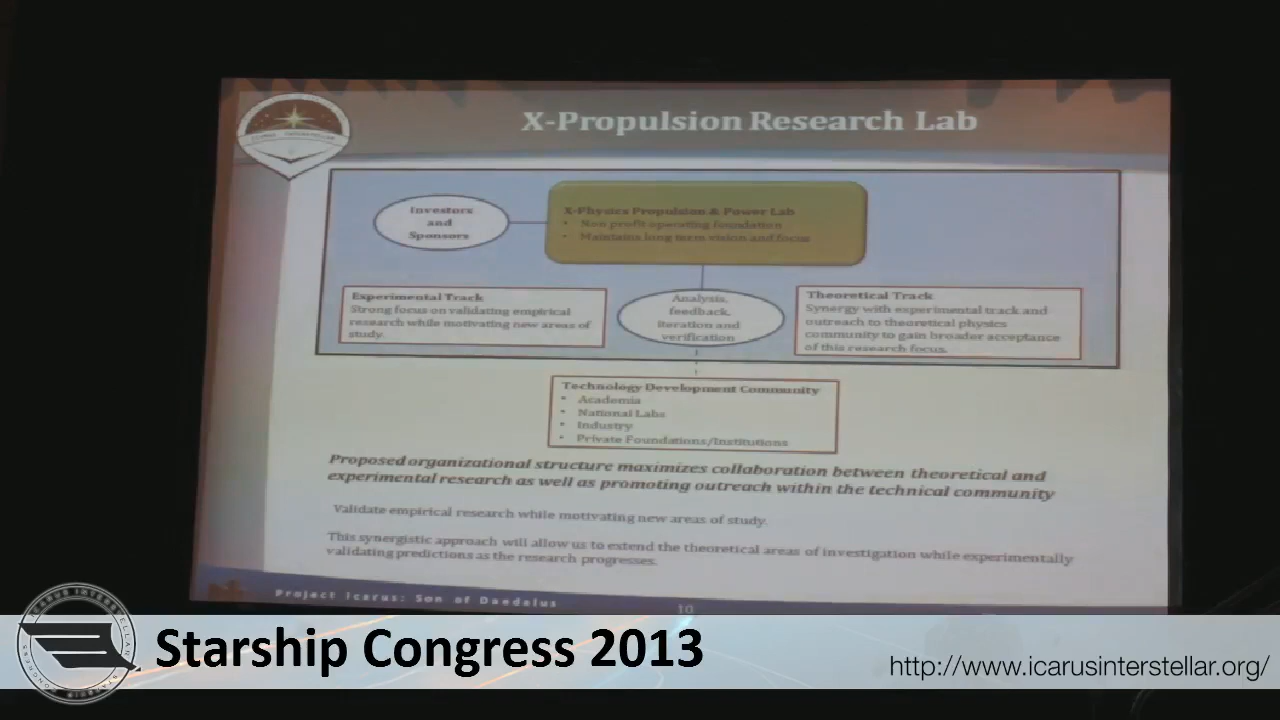 X-Propulsion Research Lab
Investors
and
Sponsors
X-Physics Propulsion & Power Lab
• Non profit operating foundation
• Maintains long term vision and focus
Experimental Track
Strong focus on validating empirical
research while motivating new areas of
study.
Analysis,
feedback,
iteration and
verification
Theoretical Track
Synergy with experimental track and
outreach to theoretical physics
community to gain broader acceptance
of this research focus.
Technology Development Community
• Academia
• National Labs
• Industry
• Private Foundations/Institutions
Proposed organizational structure maximizes collaboration between theoretical and
experimental research as well as promoting outreach within the technical community
Validate empirical research while motivating new areas of study.
This synergistic approach will allow us to extend the theoretical areas of investigation while experimentally
validating predictions as the research progresses.
Project Icarus: Son of Daedalus
10
ICARUS INTERSTELLAR
STARSHIP CONGRESS
Starship Congress 2013
http://www.icarusinterstellar.org/